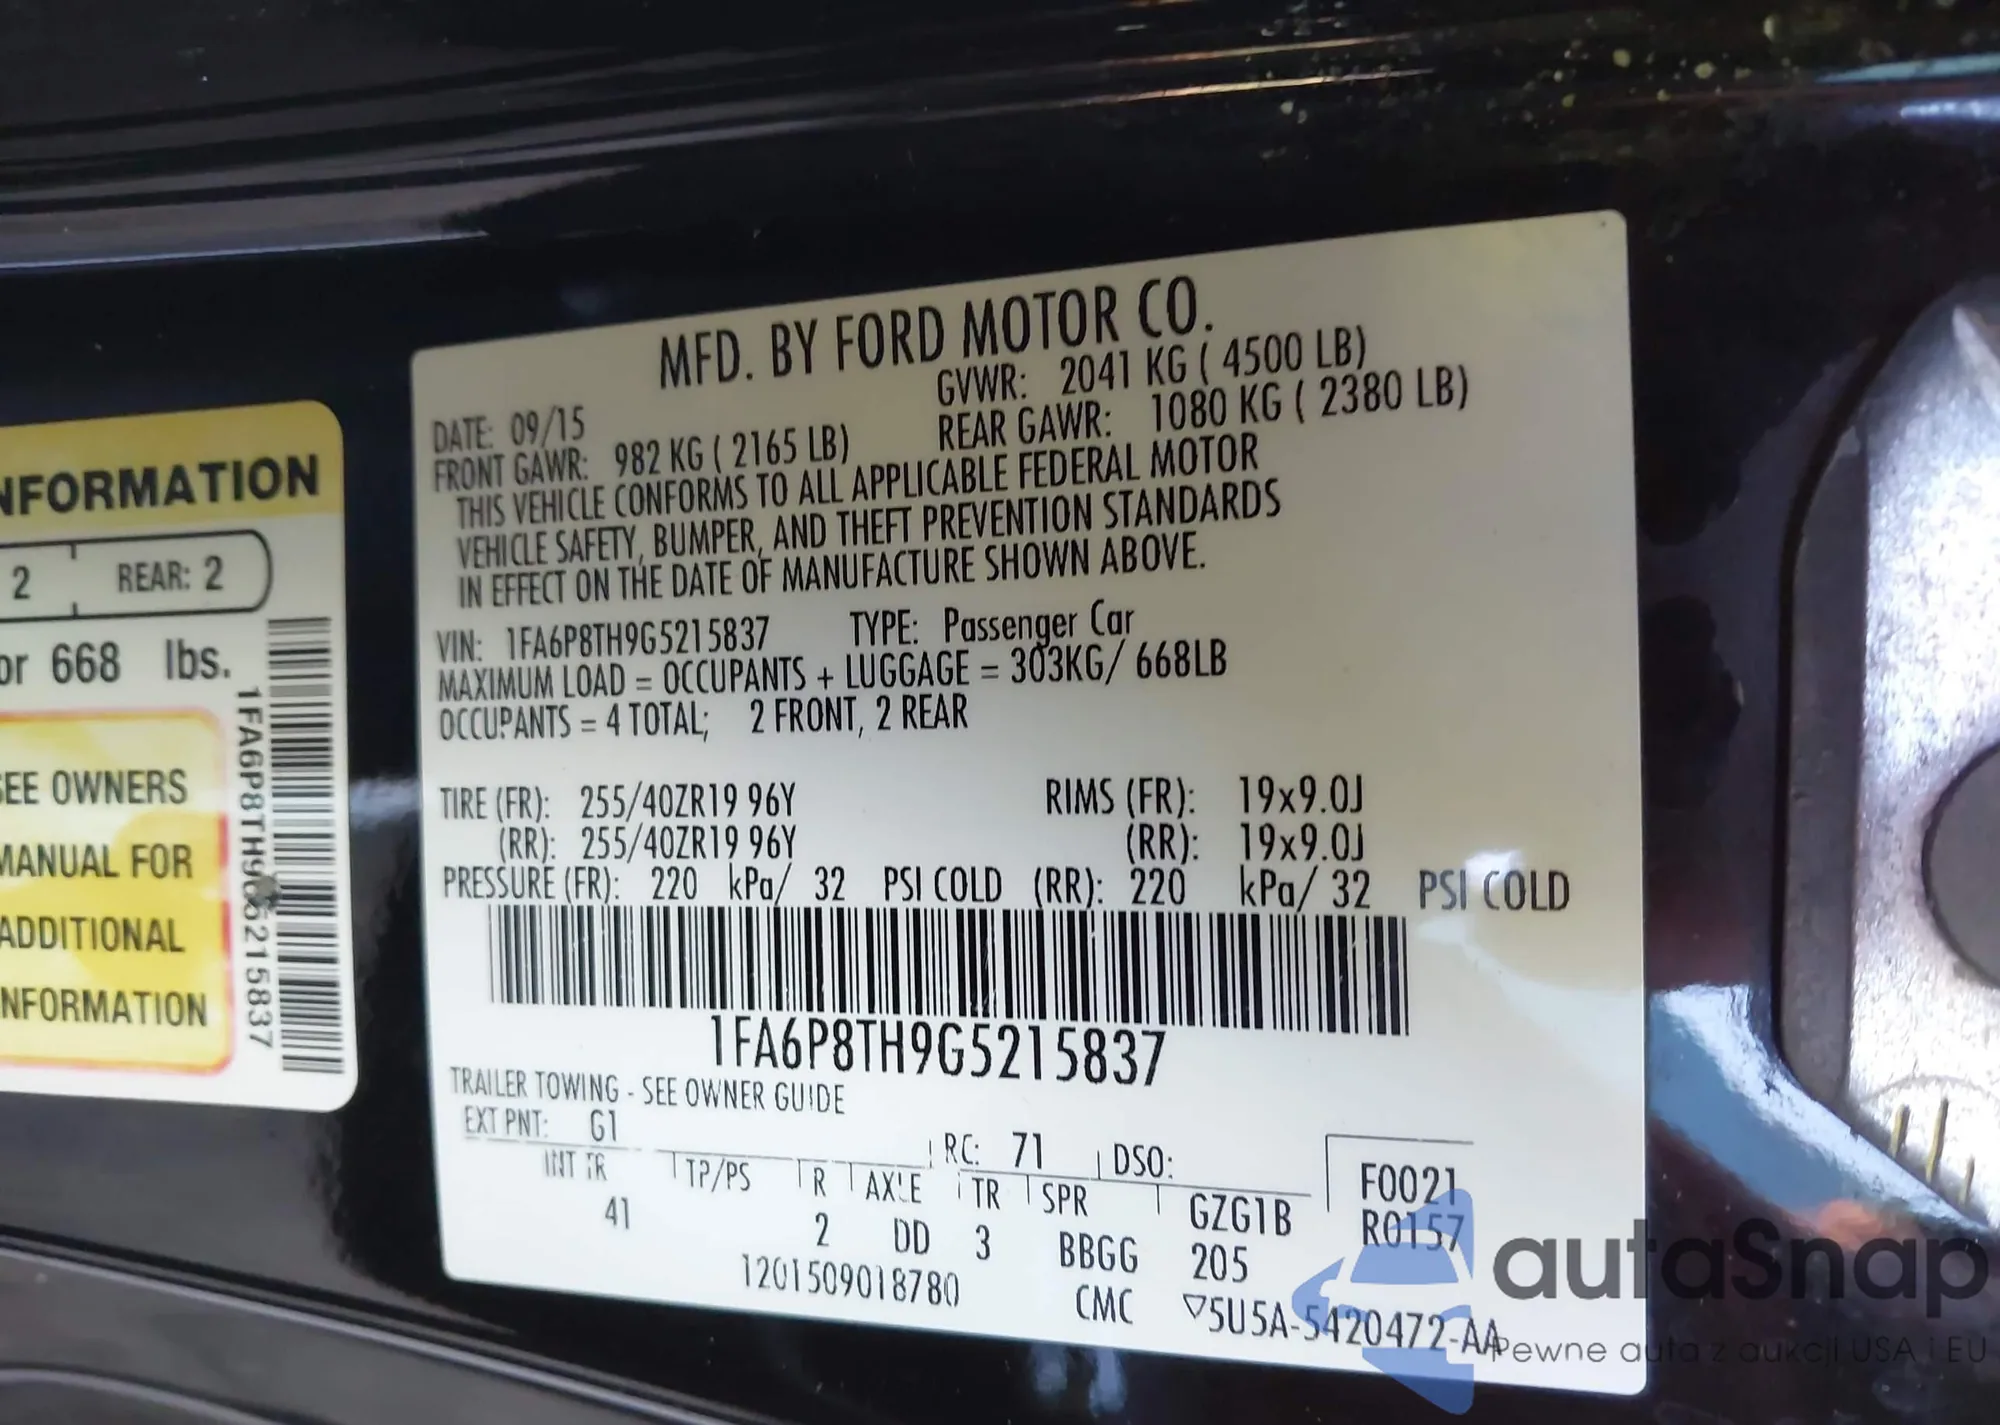 NFORMATION
2 REAR: 2
or 668 lbs.
SEE OWNERS
MANUAL FOR
ADDITIONAL
NFORMATION
1FA6P8TH9G5215837
MFD. BY FORD MOTOR CO.
DATE: 09/15 GVWR: 2041 KG ( 4500 LB)
FRONT GAWR: 982 KG ( 2165 LB) REAR GAWR: 1080 KG ( 2380 LB)
THIS VEHICLE CONFORMS TO ALL APPLICABLE FEDERAL MOTOR
VEHICLE SAFETY, BUMPER, AND THEFT PREVENTION STANDARDS
IN EFFECT ON THE DATE OF MANUFACTURE SHOWN ABOVE.
VIN: 1FA6P8TH9G5215837 TYPE: Passenger Car
MAXIMUM LOAD = OCCUPANTS + LUGGAGE = 303KG/ 668LB
OCCUPANTS = 4 TOTAL; 2 FRONT, 2 REAR
TIRE (FR): 255/40ZR19 96Y RIMS (FR): 19x9.0J
(RR): 255/40ZR19 96Y (RR): 19x9.0J
PRESSURE (FR): 220 kPa/ 32 PSI COLD (RR): 220 kPa/ 32 PSI COLD
1FA6P8TH9G5215837
TRAILER TOWING - SEE OWNER GUIDE
EXT PNT: G1 RC: 71 DSO: F0021
INT TR TP/PS R AXLE TR SPR GZG1B R0157
41 2 DD 3 BBGG 205
1201509018780 CMC ▽5U5A-5420472-AA
autaSnap
Pewne auta z aukcji USA i EU